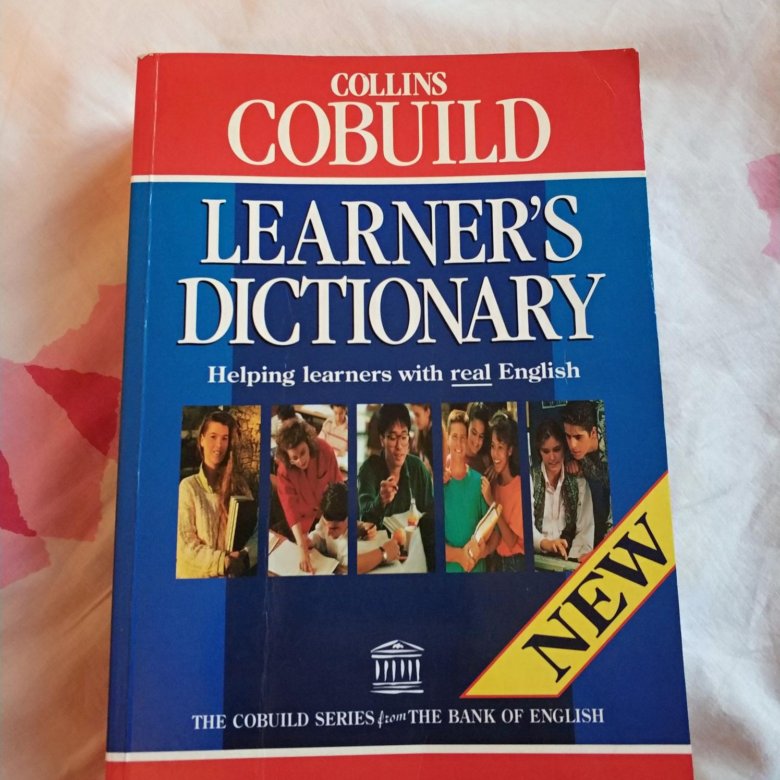 COLLINS
COBUILD
LEARNER'S
DICTIONARY
Helping learners with real English
NEW
THE COBUILD SERIES from THE BANK OF ENGLISH